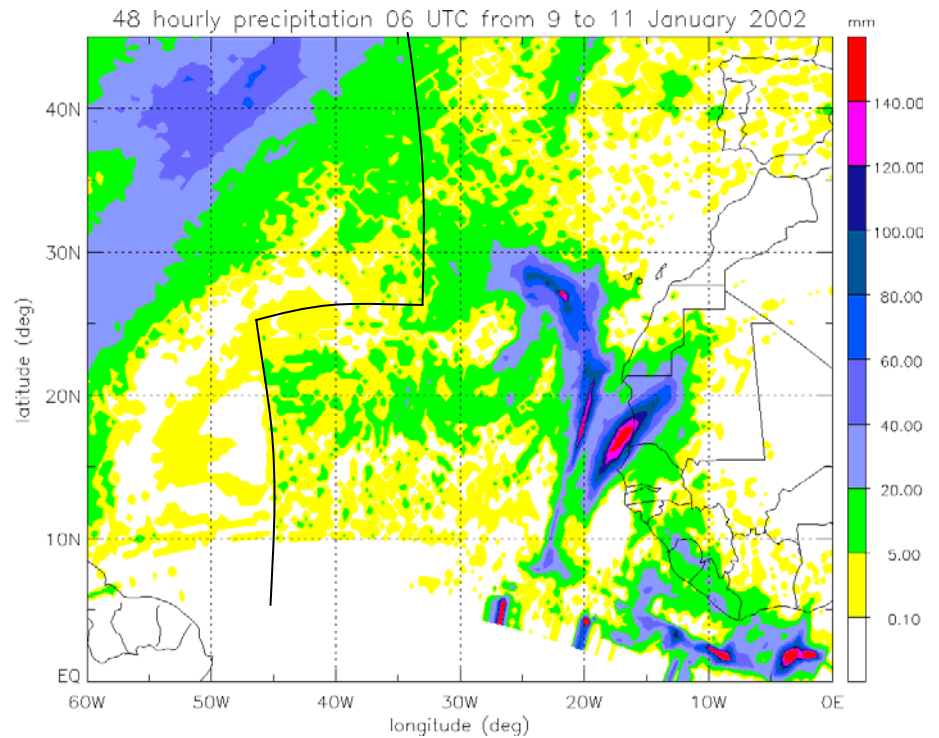 48 hourly precipitation 06 UTC from 9 to 11 January 2002
mm
140.00
120.00
100.00
80.00
60.00
40.00
20.00
5.00
0.10
40N
30N
20N
10N
EQ
latitude (deg)
60W 50W 40W 30W 20W 10W 0E
longitude (deg)